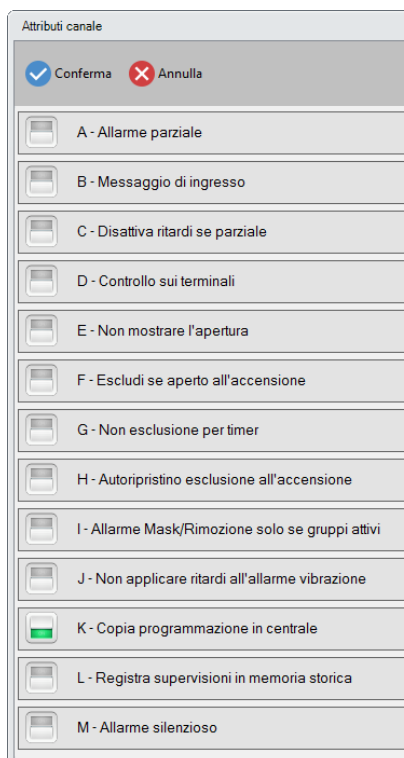 Attributi canale
Conferma Annulla
A - Allarme parziale
B - Messaggio di ingresso
C - Disattiva ritardi se parziale
D - Controllo sui terminali
E - Non mostrare l'apertura
F - Escludi se aperto all'accensione
G - Non esclusione per timer
H - Autoripristino esclusione all'accensione
I - Allarme Mask/Rimozione solo se gruppi attivi
J - Non applicare ritardi all'allarme vibrazione
K - Copia programmazione in centrale
L - Registra supervisioni in memoria storica
M - Allarme silenzioso